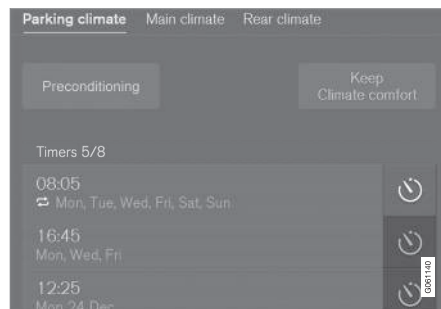 Parking climate Main climate Rear climate
Preconditioning
Keep
Climate comfort
Timers 5/8
08:05
Mon, Tue, Wed, Fri, Sat, Sun
16:45
Mon, Wed, Fri
12:25
Mon 24 Dec
G061140